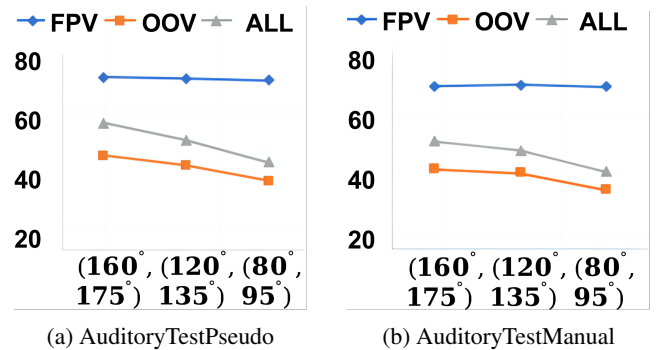 FPV OOV ALL
80
60
40
20
(160°, (120°, (80°,
175°) 135°) 95°)
(a) AuditoryTestPseudo
FPV OOV ALL
80
60
40
20
(160°, (120°, (80°,
175°) 135°) 95°)
(b) AuditoryTestManual